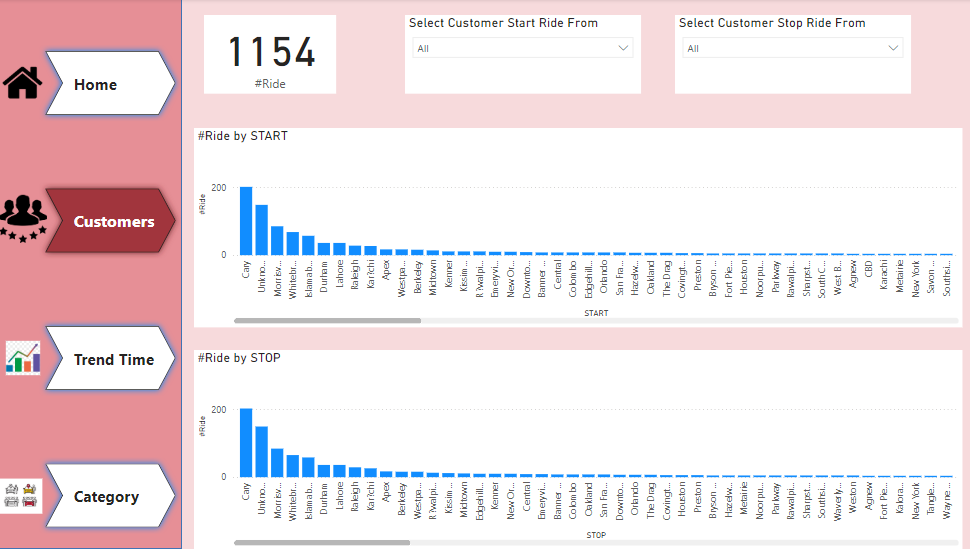 Home
Customers
Trend Time
Category
1154
#Ride
Select Customer Start Ride From
All
Select Customer Stop Ride From
All
#Ride by START
#Ride
200
0
Cary
Unkno...
Morrisv...
Whitebr...
Islamab...
Durham
Lahore
Raleigh
Kar?chi
Apex
Westpa...
Berkeley
Midtown
Kenner
Kissim...
R?walpi...
Emeryvi...
New Or...
Downto...
Banner ...
Central
Colombo
Edgehill...
Orlando
San Fra...
Hazelw...
Oakland
The Drag
Covingt...
Preston
Bryson ...
Fort Pie...
Houston
Noorpu...
Parkway
Rawalpi...
Sharpst...
South C...
West B...
Agnew
CBD
Karachi
Metairie
New York
Savon ...
Southsi...
START
#Ride by STOP
#Ride
200
0
Cary
Unkno...
Morrisv...
Whitebr...
Islamab...
Durham
Lahore
Raleigh
Kar?chi
Apex
Berkeley
Westpa...
R?walpi...
Kissim...
Midtown
Edgehill...
Kenner
New Or...
Central
Emeryvi...
Banner ...
Colombo
Oakland
San Fra...
Downto...
Orlando
The Drag
Covingt...
Houston
Preston
Bryson ...
Hazelw...
Metairie
Noorpu...
Parkway
Rawalpi...
Sharpst...
Southsi...
Waverly...
Weston
Agnew
Fort Pie...
Kalora...
New York
Tangle...
Wayne ...
STOP